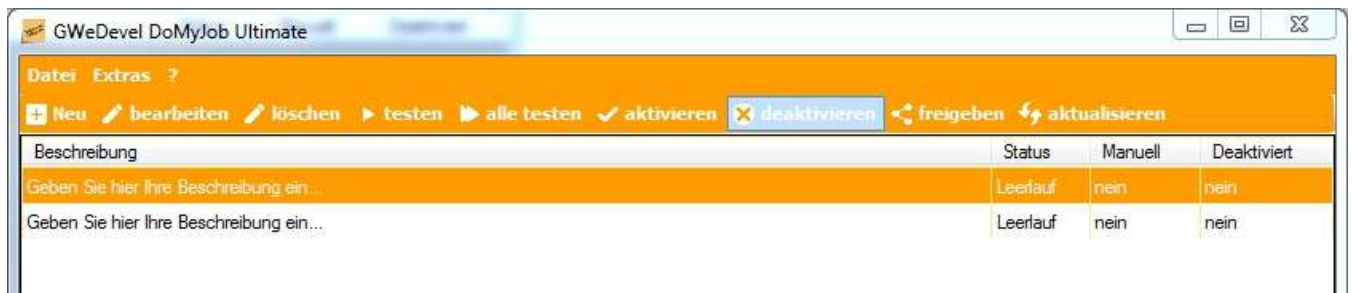 GWeDevel DoMyJob Ultimate
Datei Extras ?
Neu bearbeiten löschen testen alle testen aktivieren deaktivieren freigeben aktualisieren
Beschreibung Status Manuell Deaktiviert
Geben Sie hier Ihre Beschreibung ein... Leerlauf nein nein
Geben Sie hier Ihre Beschreibung ein... Leerlauf nein nein